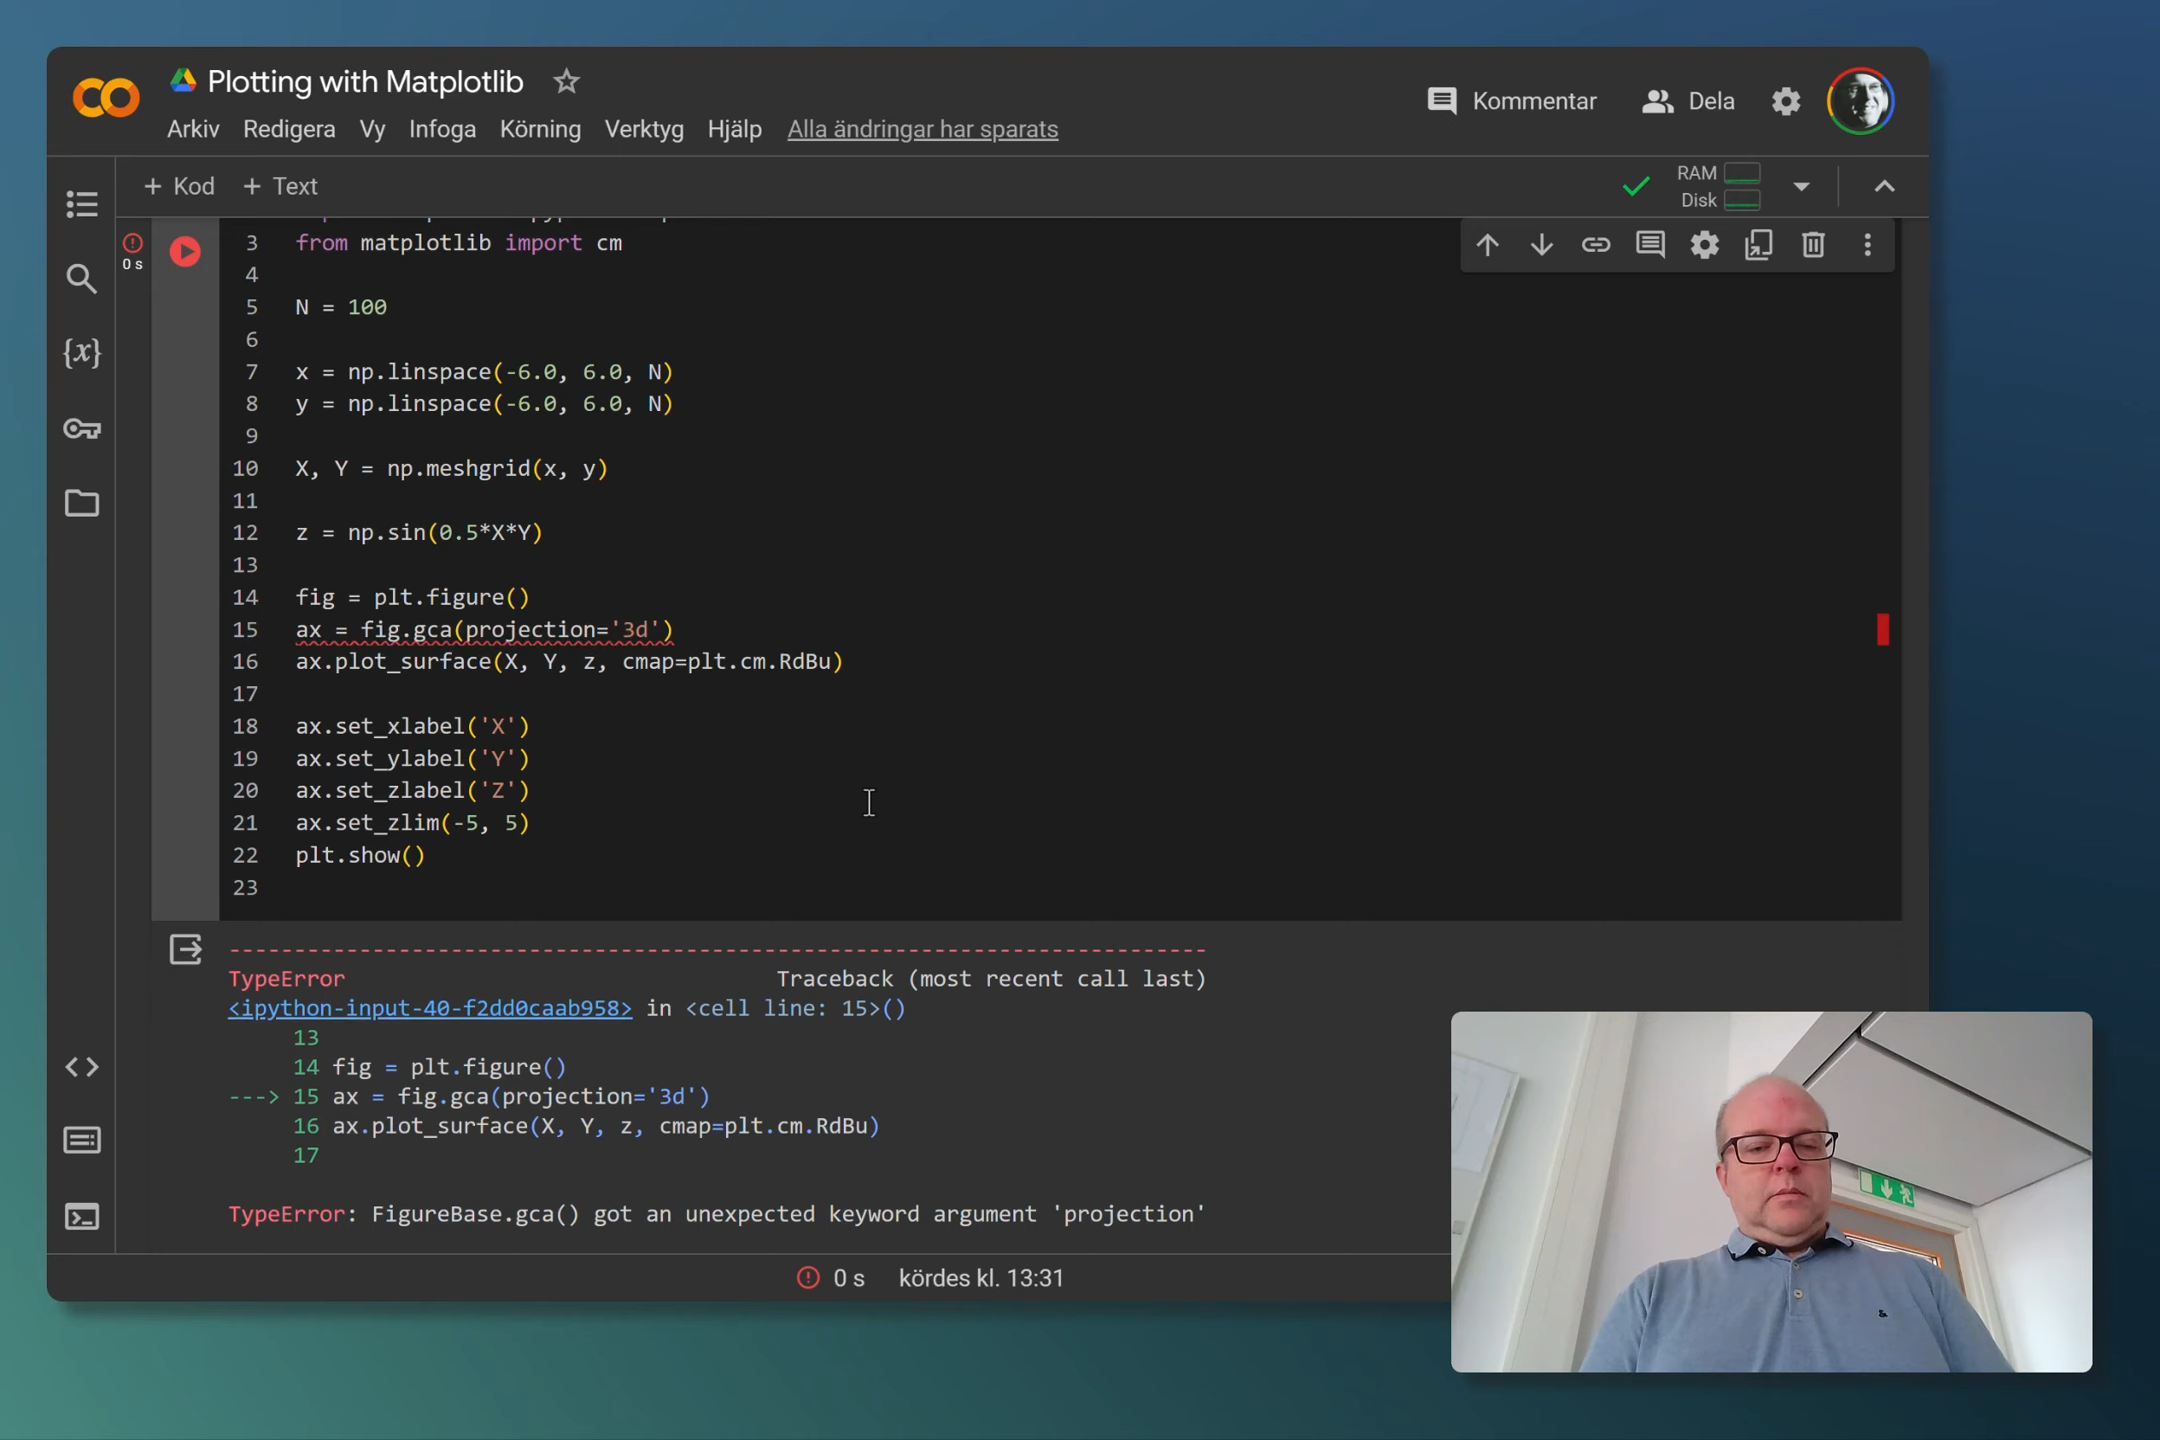 Plotting with Matplotlib
Kommentar
Dela
Arkiv Redigera Vy Infoga Körning Verktyg Hjälp Alla ändringar har sparats
+ Kod + Text
RAM
Disk
0 s
3 from matplotlib import cm
4
5 N = 100
6
7 x = np.linspace(-6.0, 6.0, N)
8 y = np.linspace(-6.0, 6.0, N)
9
10 X, Y = np.meshgrid(x, y)
11
12 z = np.sin(0.5*X*Y)
13
14 fig = plt.figure()
15 ax = fig.gca(projection='3d')
16 ax.plot_surface(X, Y, z, cmap=plt.cm.RdBu)
17
18 ax.set_xlabel('X')
19 ax.set_ylabel('Y')
20 ax.set_zlabel('Z')
21 ax.set_zlim(-5, 5)
22 plt.show()
23
---------------------------------------------------------------------------
TypeError Traceback (most recent call last)
<ipython-input-40-f2dd0caab958> in <cell line: 15>()
13
14 fig = plt.figure()
---> 15 ax = fig.gca(projection='3d')
16 ax.plot_surface(X, Y, z, cmap=plt.cm.RdBu)
17
TypeError: FigureBase.gca() got an unexpected keyword argument 'projection'
0 s kördes kl. 13:31